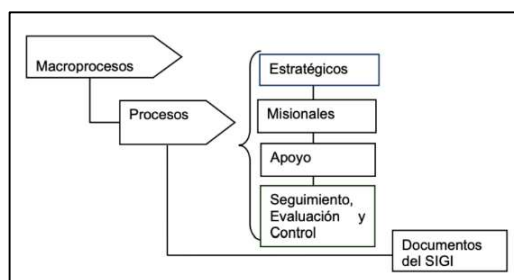 Macroprocesos
Procesos
Estratégicos
Misionales
Apoyo
Seguimiento,
Evaluación y
Control
Documentos
del SIGI